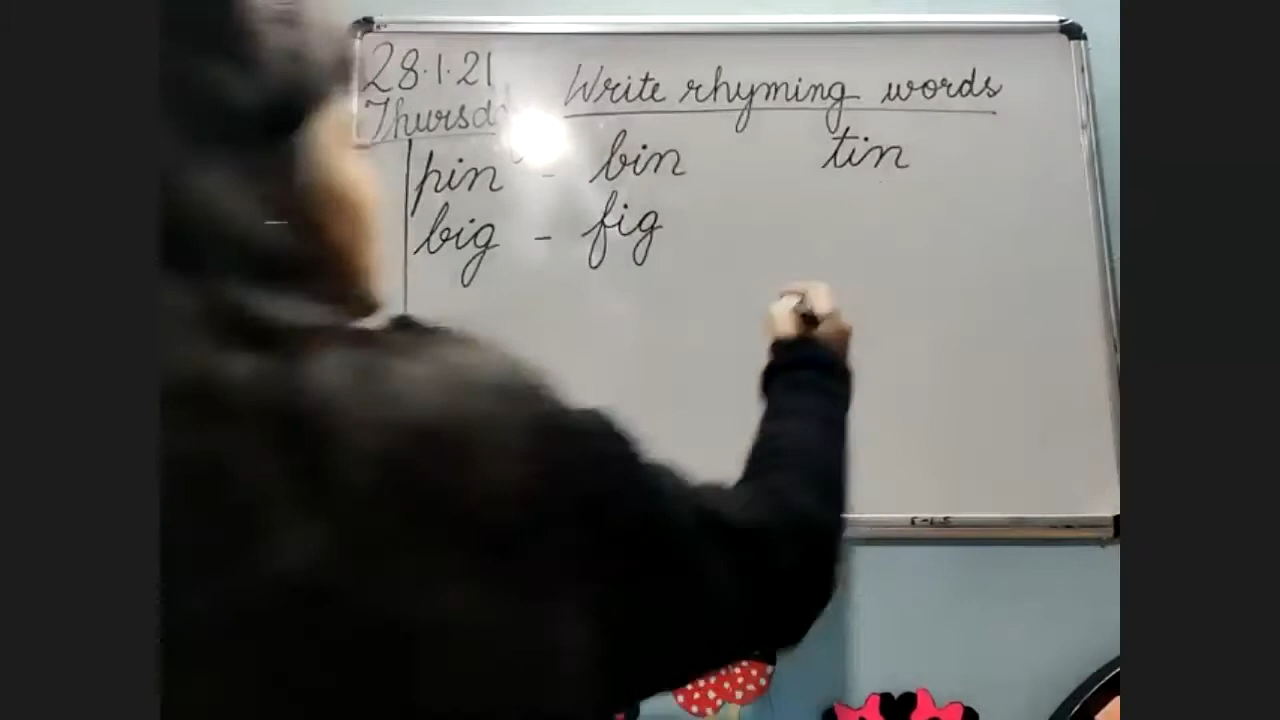 28.1.21
Write rhyming words
pin - bin tin
big - fig